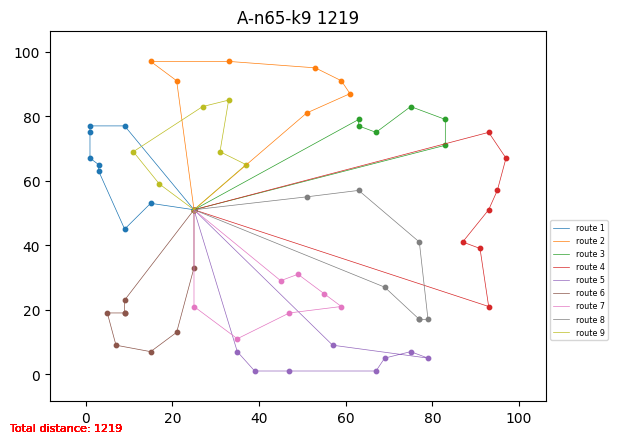 A-n65-k9 1219
100
80
60
40
20
0
0 20 40 60 80 100
route 1
route 2
route 3
route 4
route 5
route 6
route 7
route 8
route 9
Total distance: 1219